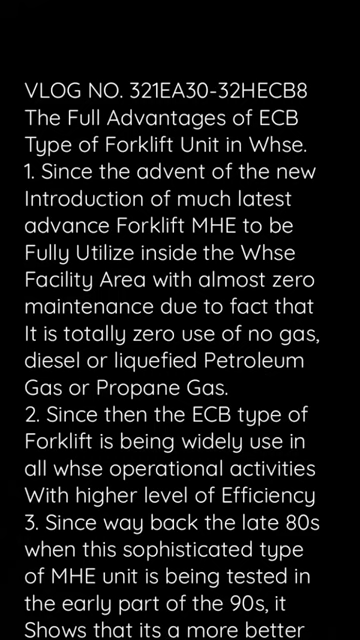 VLOG NO. 321EA30-32HECB8
The Full Advantages of ECB
Type of Forklift Unit in Whse.
1. Since the advent of the new
Introduction of much latest
advance Forklift MHE to be
Fully Utilize inside the Whse
Facility Area with almost zero
maintenance due to fact that
It is totally zero use of no gas,
diesel or liquefied Petroleum
Gas or Propane Gas.
2. Since then the ECB type of
Forklift is being widely use in
all whse operational activities
With higher level of Efficiency
3. Since way back the late 80s
when this sophisticated type
of MHE unit is being tested in
the early part of the 90s, it
Shows that its a more better